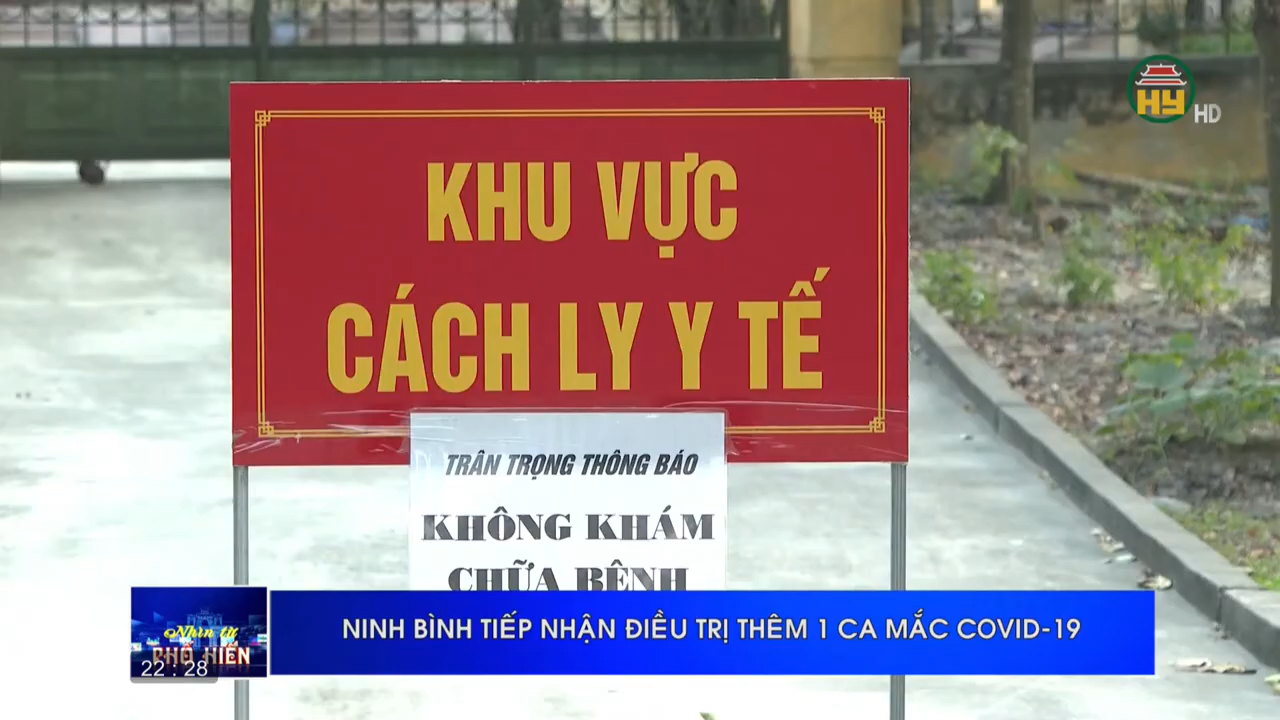 HY HD
KHU VỰC
CÁCH LY Y TẾ
TRÂN TRỌNG THÔNG BÁO
KHÔNG KHÁM
CHỮA BỆNH
NINH BÌNH TIẾP NHẬN ĐIỀU TRỊ THÊM 1 CA MẮC COVID-19
Nhìn từ
PHỐ HIẾN
22:28